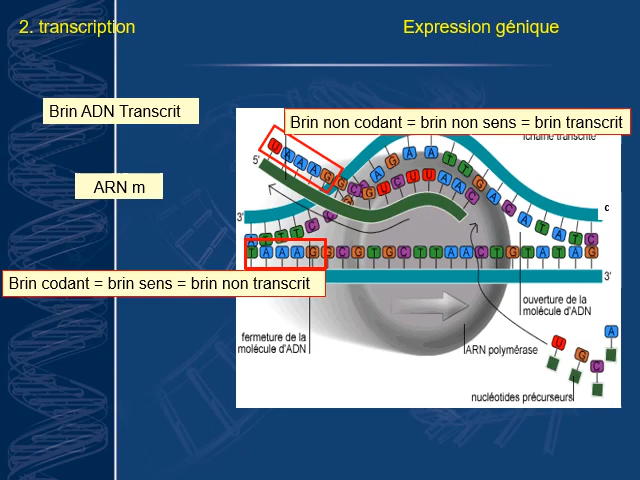 2. transcription
Expression génique
Brin ADN Transcrit
Brin non codant = brin non sens = brin transcrit
(chaîne transcrite
5'
U A A A G G C
G A A T T G A C A T A T C
G U C U U A A C
ARN m
3'
c
A T T T C C
T A A A G G C G T G C T T A A C T G T A T A G
Brin codant = brin sens = brin non transcrit
3'
ouverture de la
molécule d'ADN
fermeture de la
molécule d'ADN
ARN polymérase
U G C A
nucléotides précurseurs